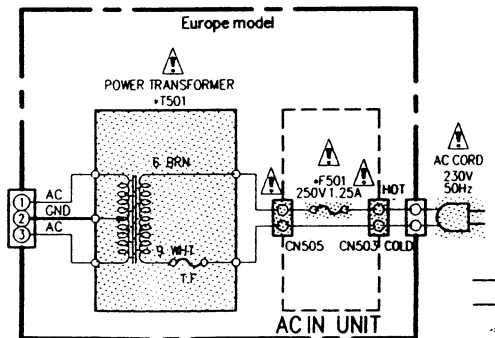 Europe model
POWER TRANSFORMER
*T501
6 BRN
9 WHT
T.F
1
2
3
AC
GND
AC
*F501
250V 1.25A
CN505
CN503
HOT
COLD
AC CORD
230V
50Hz
AC IN UNIT